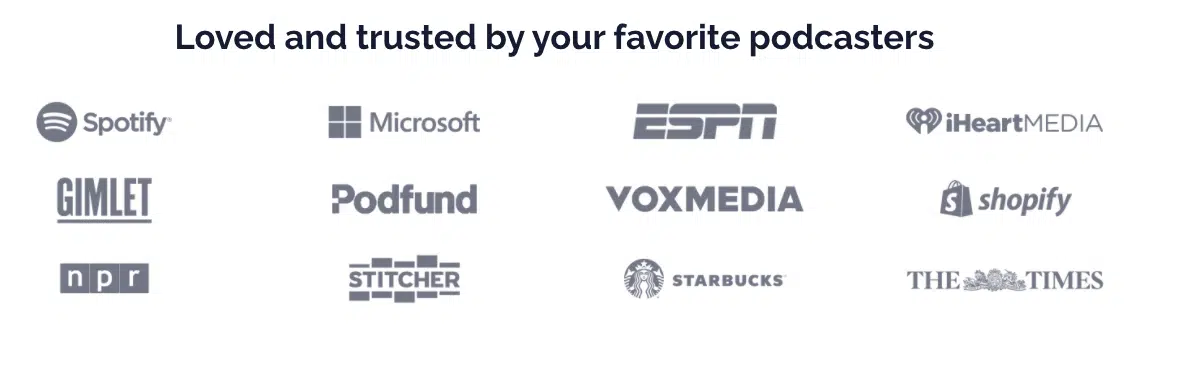 Loved and trusted by your favorite podcasters
Spotify Microsoft ESPN iHeartMEDIA
GIMLET Podfund VOXMEDIA shopify
npr STITCHER STARBUCKS THE TIMES